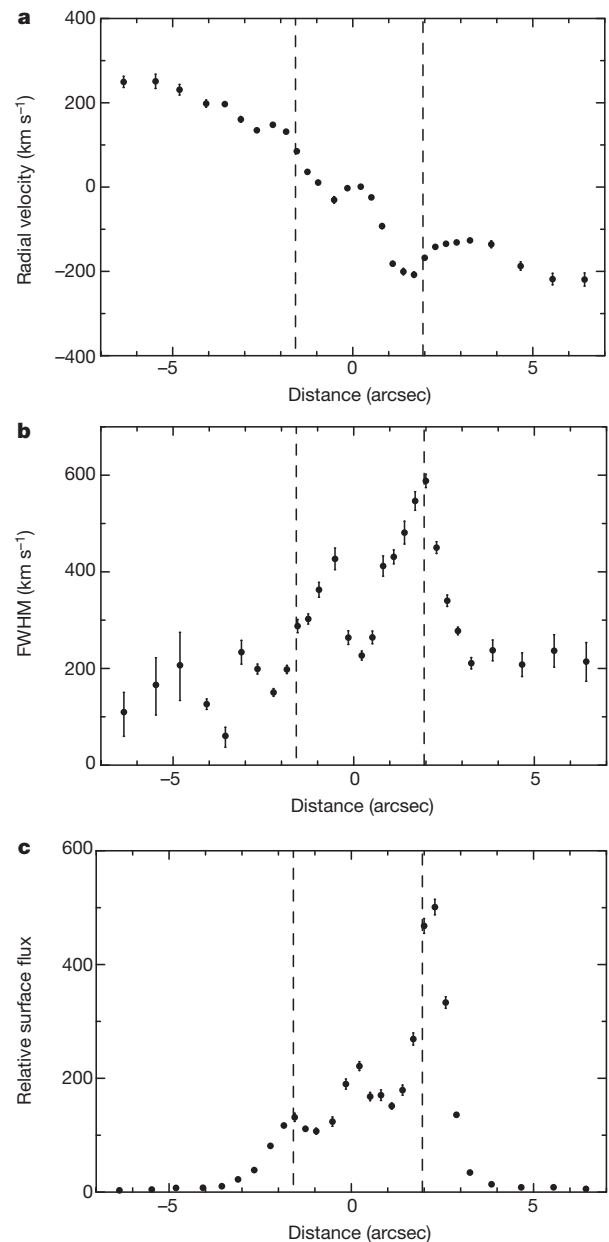 a
400
200
0
−200
−400
Radial velocity (km s⁻¹)
−5
0
5
Distance (arcsec)
b
600
400
200
0
FWHM (km s⁻¹)
−5
0
5
Distance (arcsec)
c
600
400
200
0
Relative surface flux
−5
0
5
Distance (arcsec)